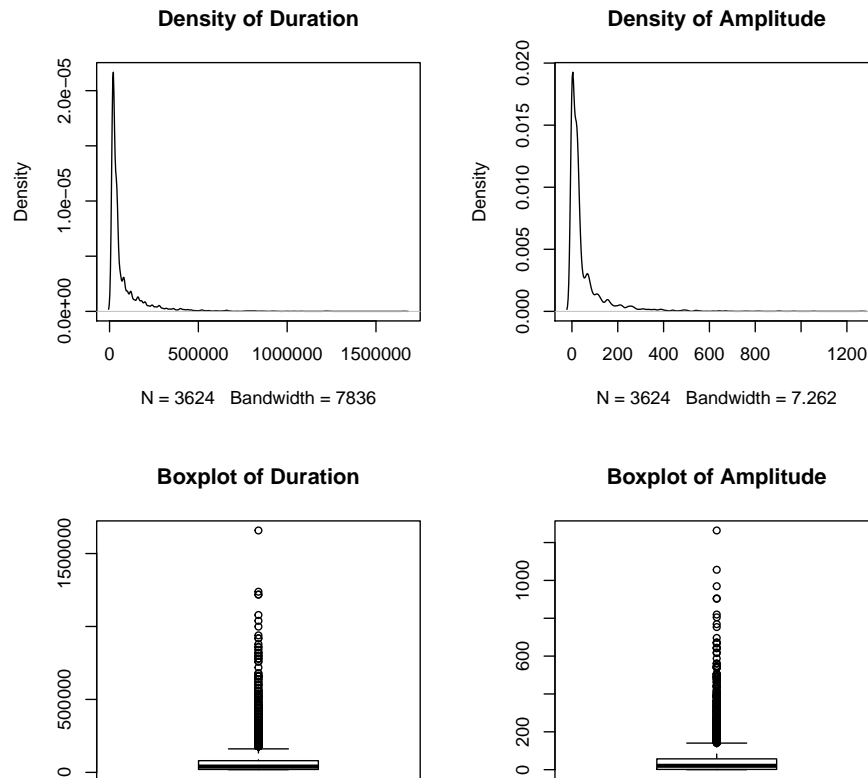 Density of Duration
Density
0.0e+00 1.0e−05 2.0e−05
0 500000 1000000 1500000
N = 3624 Bandwidth = 7836
Density of Amplitude
Density
0.000 0.005 0.010 0.015 0.020
0 200 400 600 800 1200
N = 3624 Bandwidth = 7.262
Boxplot of Duration
0 500000 1500000
Boxplot of Amplitude
0 200 600 1000